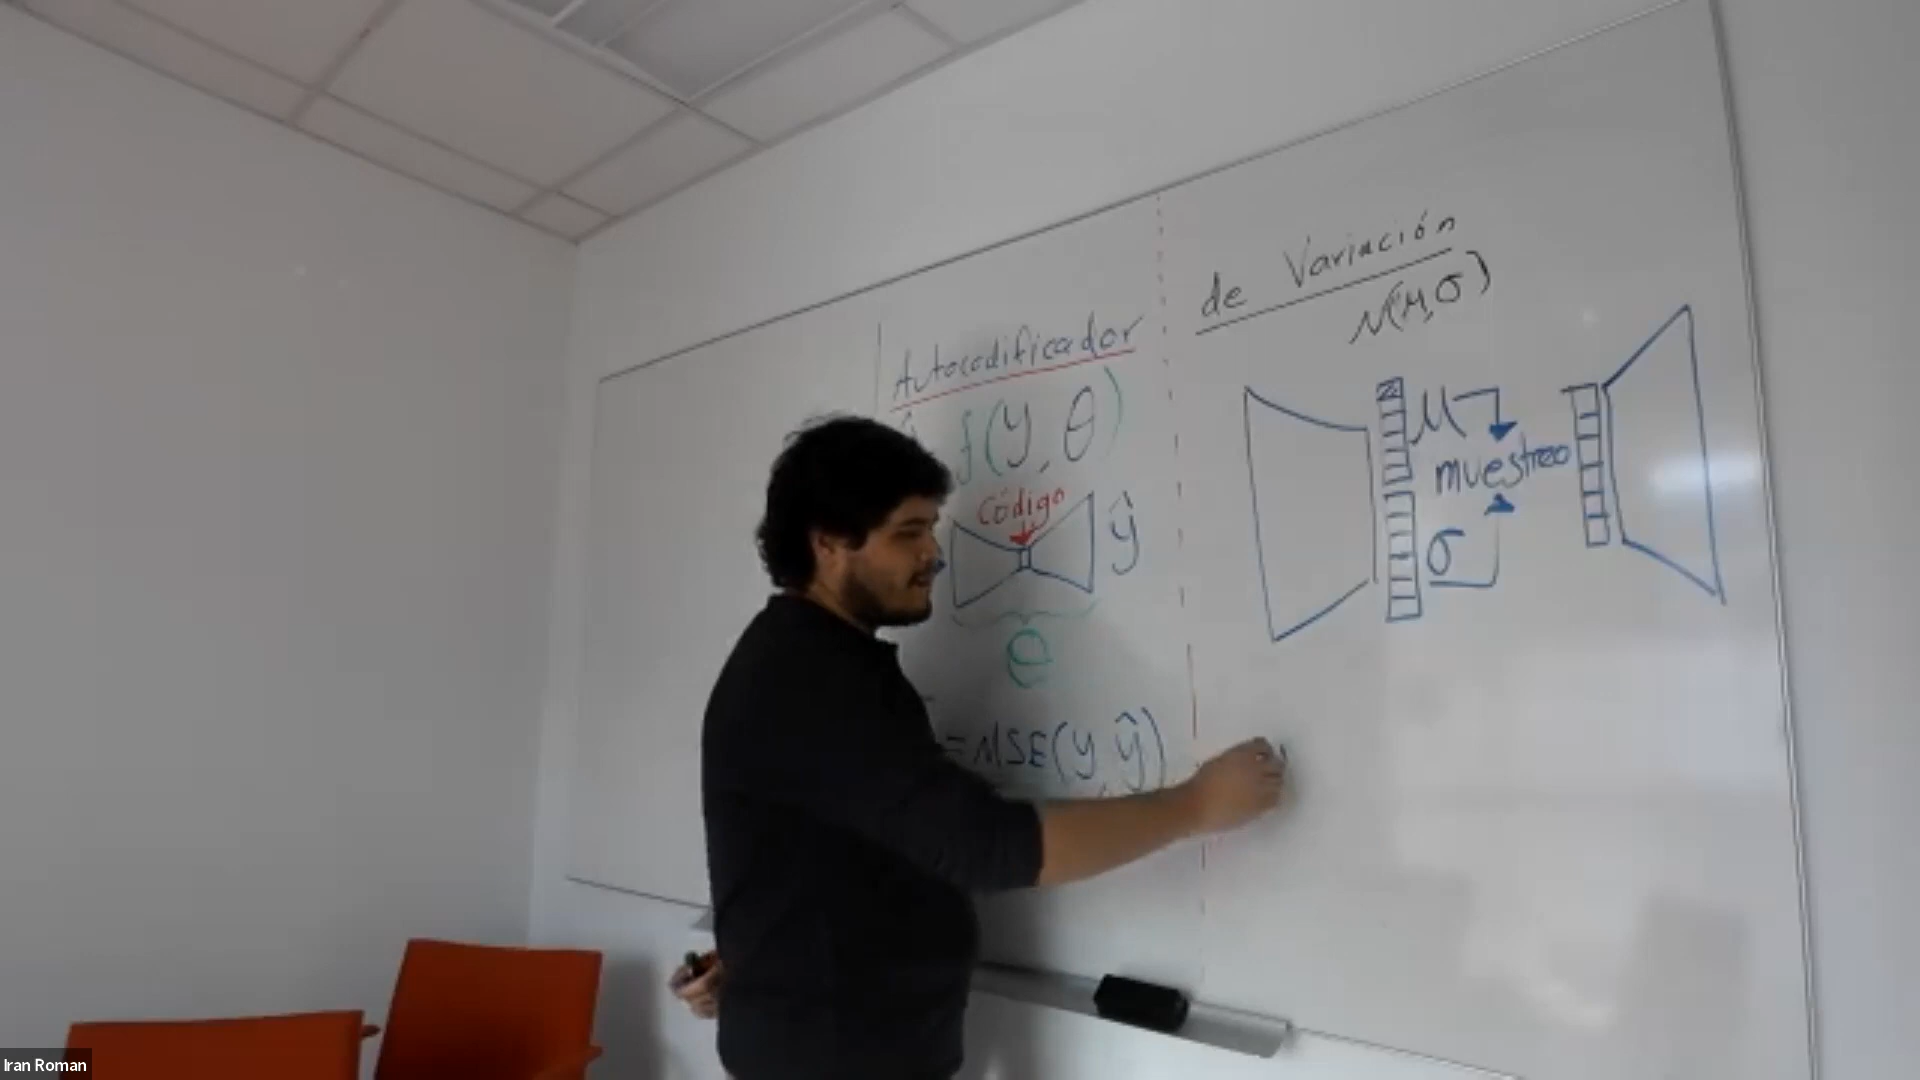 Autocodificador
f(y, θ)
Código
ŷ
θ
= MSE(y, ŷ)
de Variación
N(μ, σ)
μ
muestreo
σ
Iran Roman